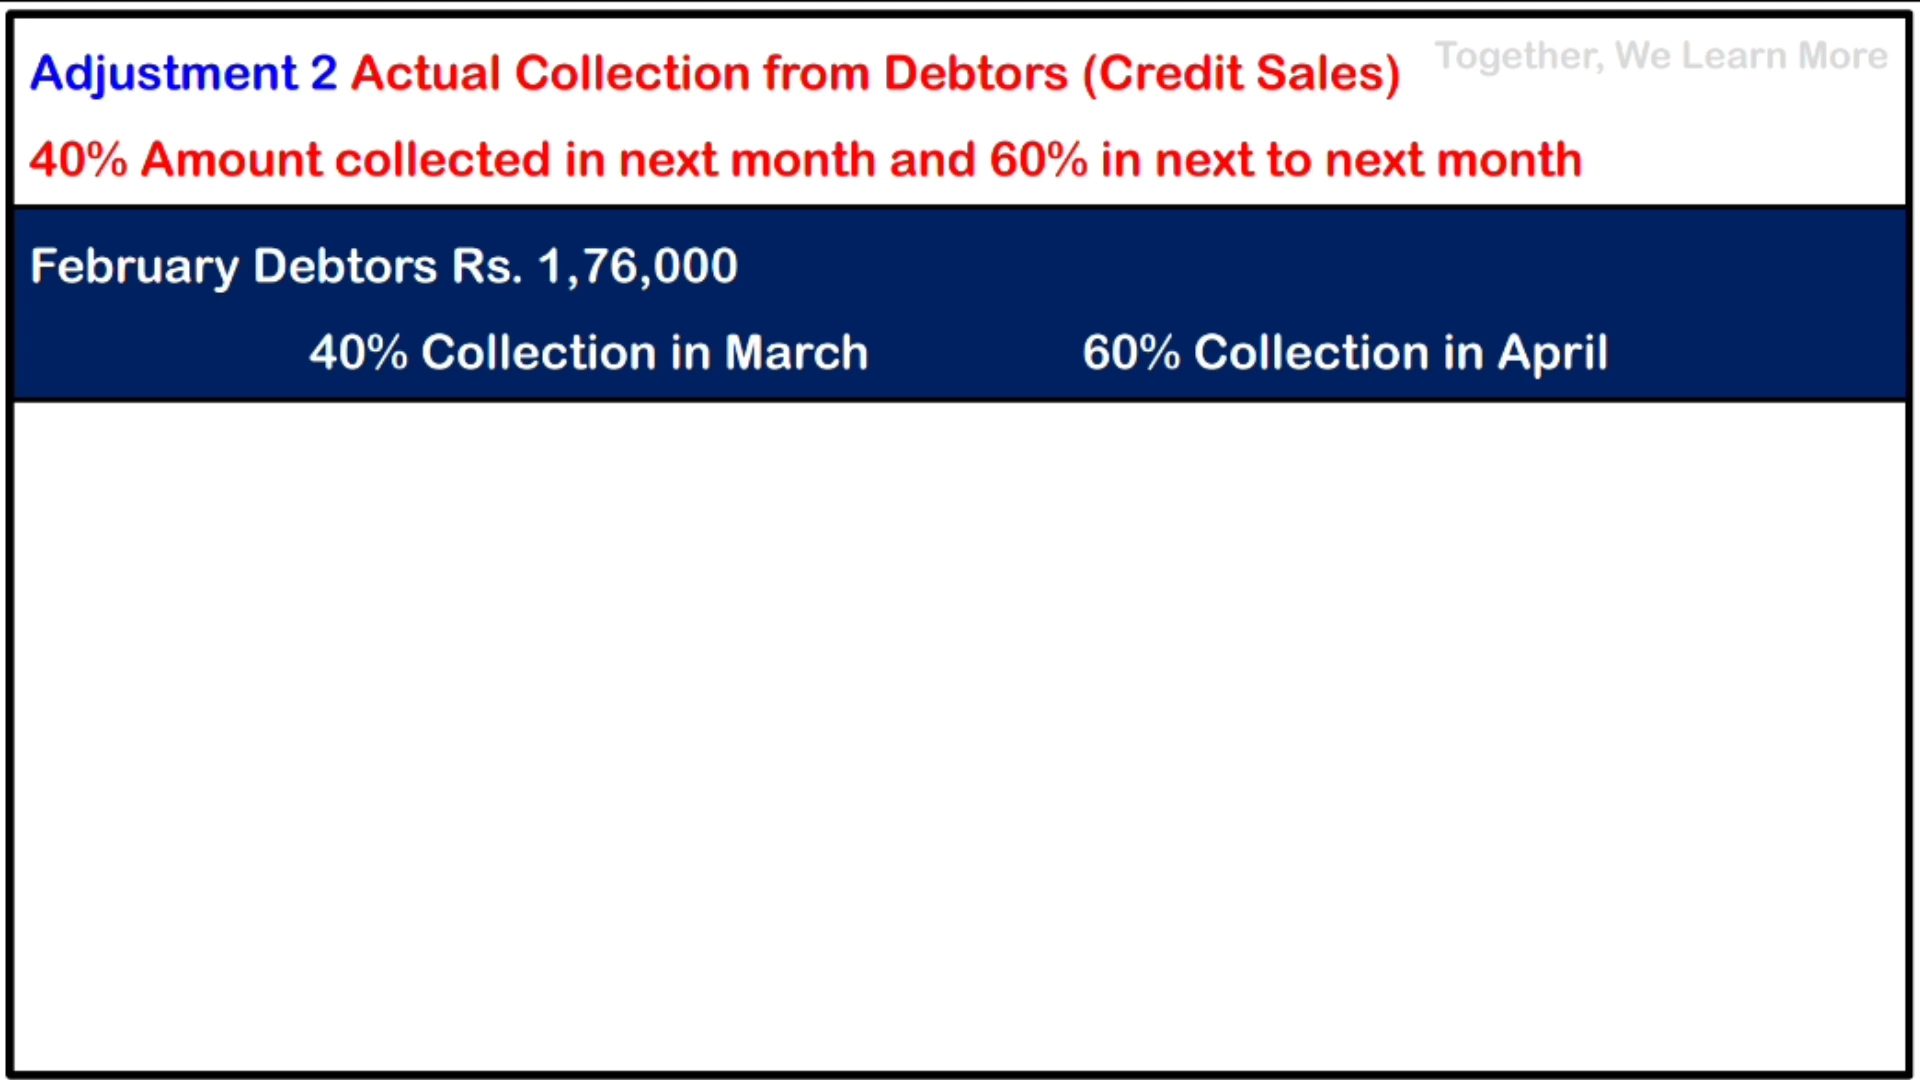 Together, We Learn More
Adjustment 2 Actual Collection from Debtors (Credit Sales)
40% Amount collected in next month and 60% in next to next month
February Debtors Rs. 1,76,000
40% Collection in March 60% Collection in April